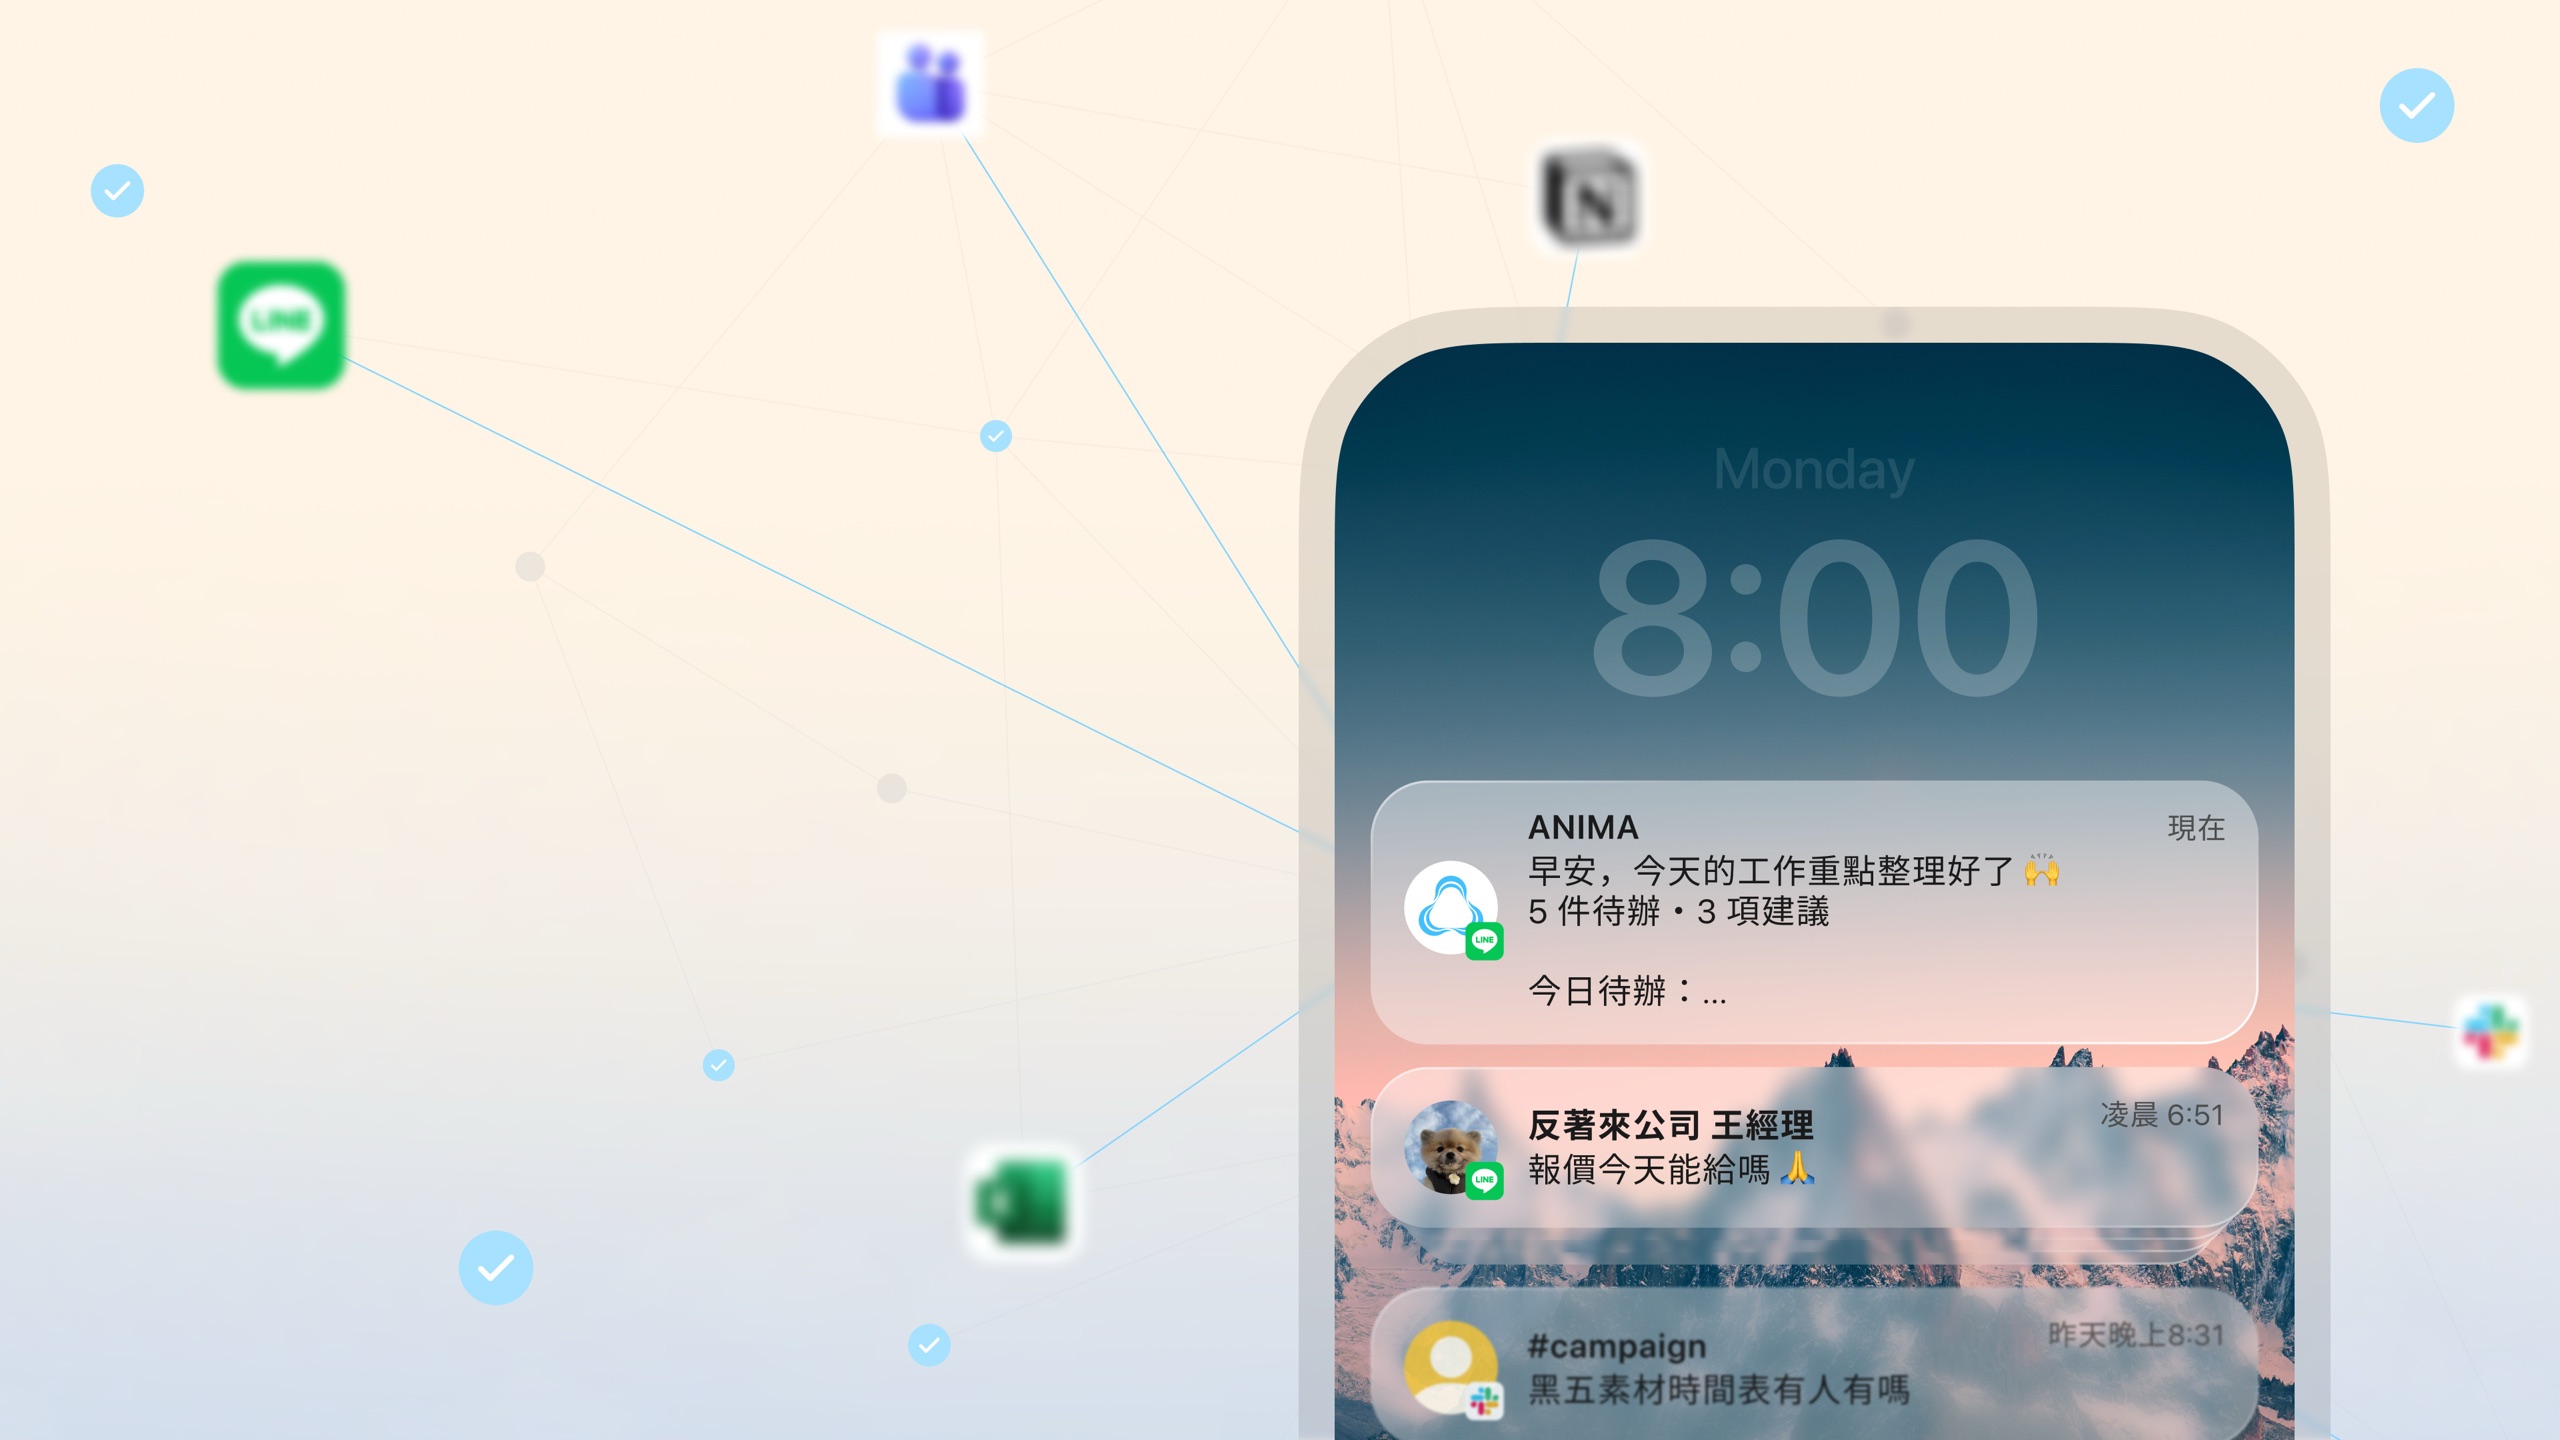 N
LINE
Monday
8:00
ANIMA
現在
早安，今天的工作重點整理好了 🙌
5 件待辦・3 項建議
LINE
今日待辦：...
反著來公司 王經理
凌晨 6:51
報價今天能給嗎 🙏
LINE
#campaign
昨天晚上8:31
黑五素材時間表有人有嗎